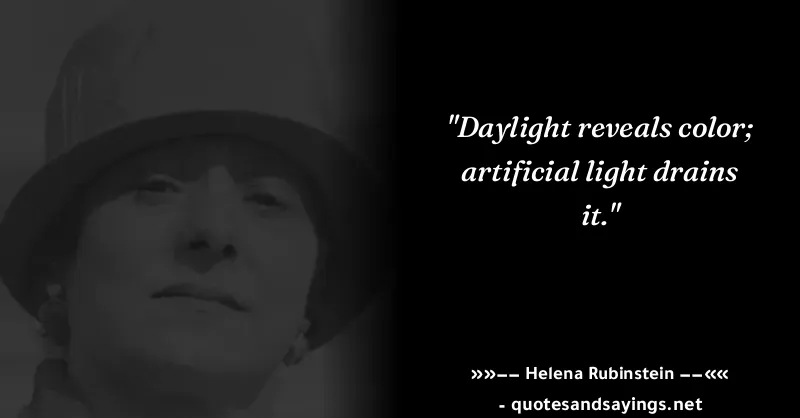 "Daylight reveals color;
artificial light drains
it."
»»−− Helena Rubinstein −−««
- quotesandsayings.net